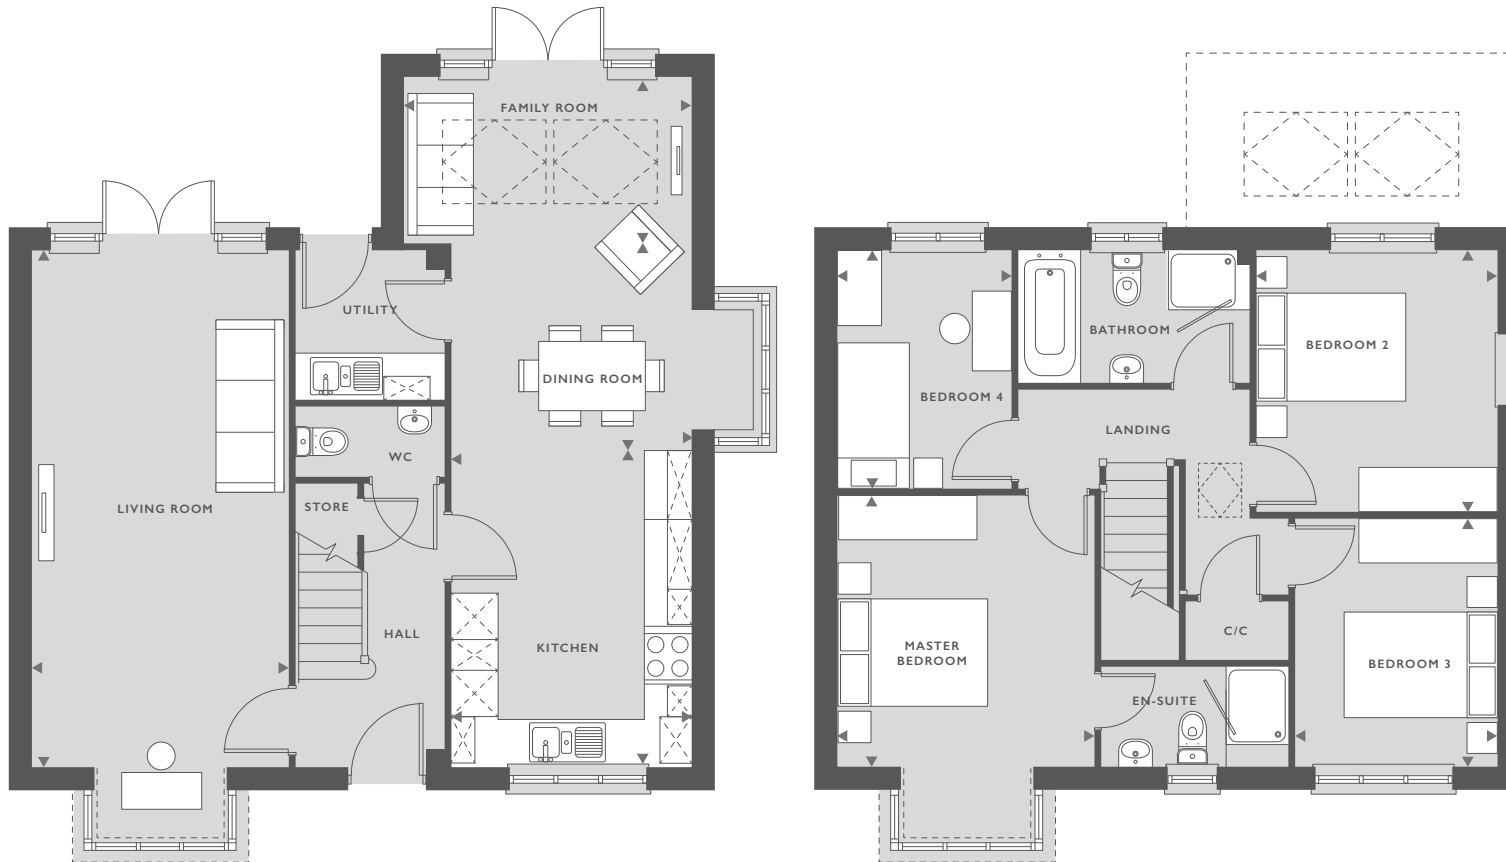 FAMILY ROOM
UTILITY
DINING ROOM
WC
STORE
LIVING ROOM
HALL
KITCHEN
BATHROOM
BEDROOM 2
BEDROOM 4
LANDING
C/C
MASTER
BEDROOM
BEDROOM 3
EN-SUITE